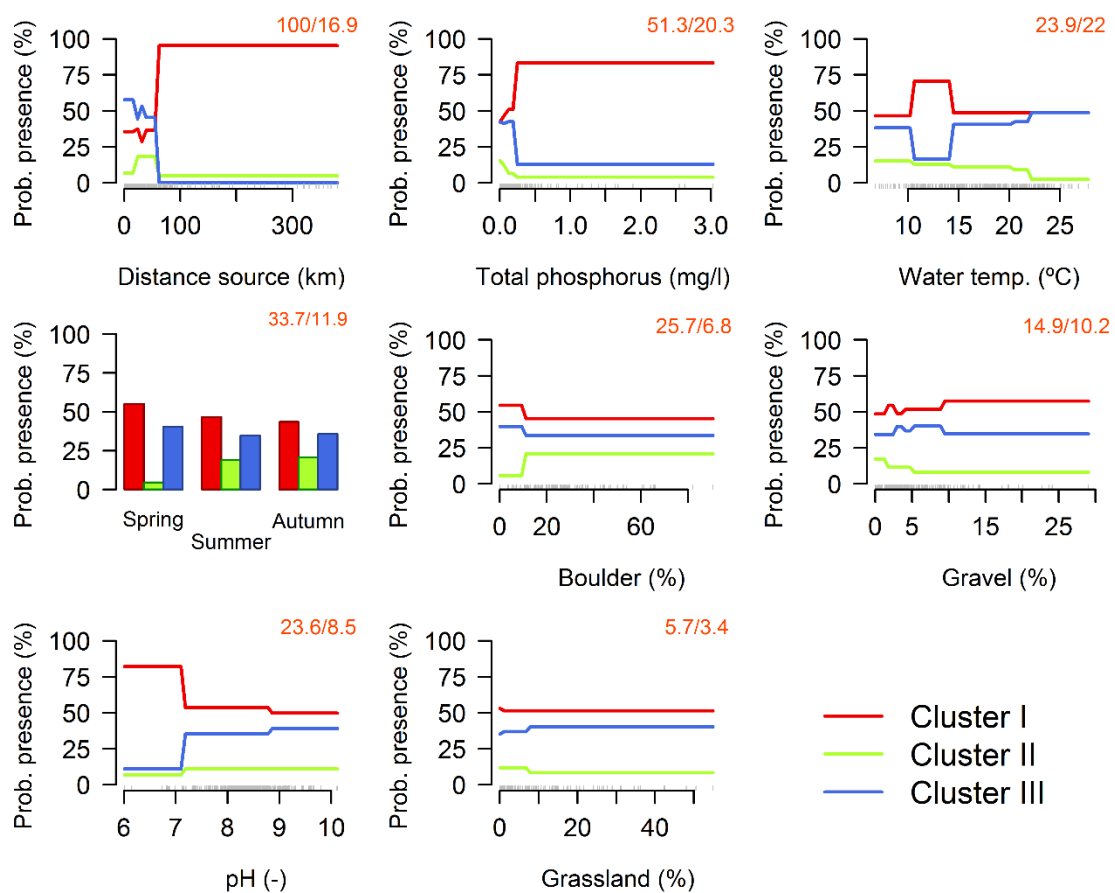 100/16.9
Prob. presence (%)
100
75
50
25
0
0 100 300
Distance source (km)
51.3/20.3
Prob. presence (%)
100
75
50
25
0
0.0 1.0 2.0 3.0
Total phosphorus (mg/l)
23.9/22
Prob. presence (%)
100
75
50
25
0
10 15 20 25
Water temp. (ºC)
33.7/11.9
Prob. presence (%)
100
75
50
25
0
Spring
Summer
Autumn
25.7/6.8
Prob. presence (%)
100
75
50
25
0
0 20 60
Boulder (%)
14.9/10.2
Prob. presence (%)
100
75
50
25
0
0 5 15 25
Gravel (%)
23.6/8.5
Prob. presence (%)
100
75
50
25
0
6 7 8 9 10
pH (-)
5.7/3.4
Prob. presence (%)
100
75
50
25
0
0 20 40
Grassland (%)
Cluster I
Cluster II
Cluster III